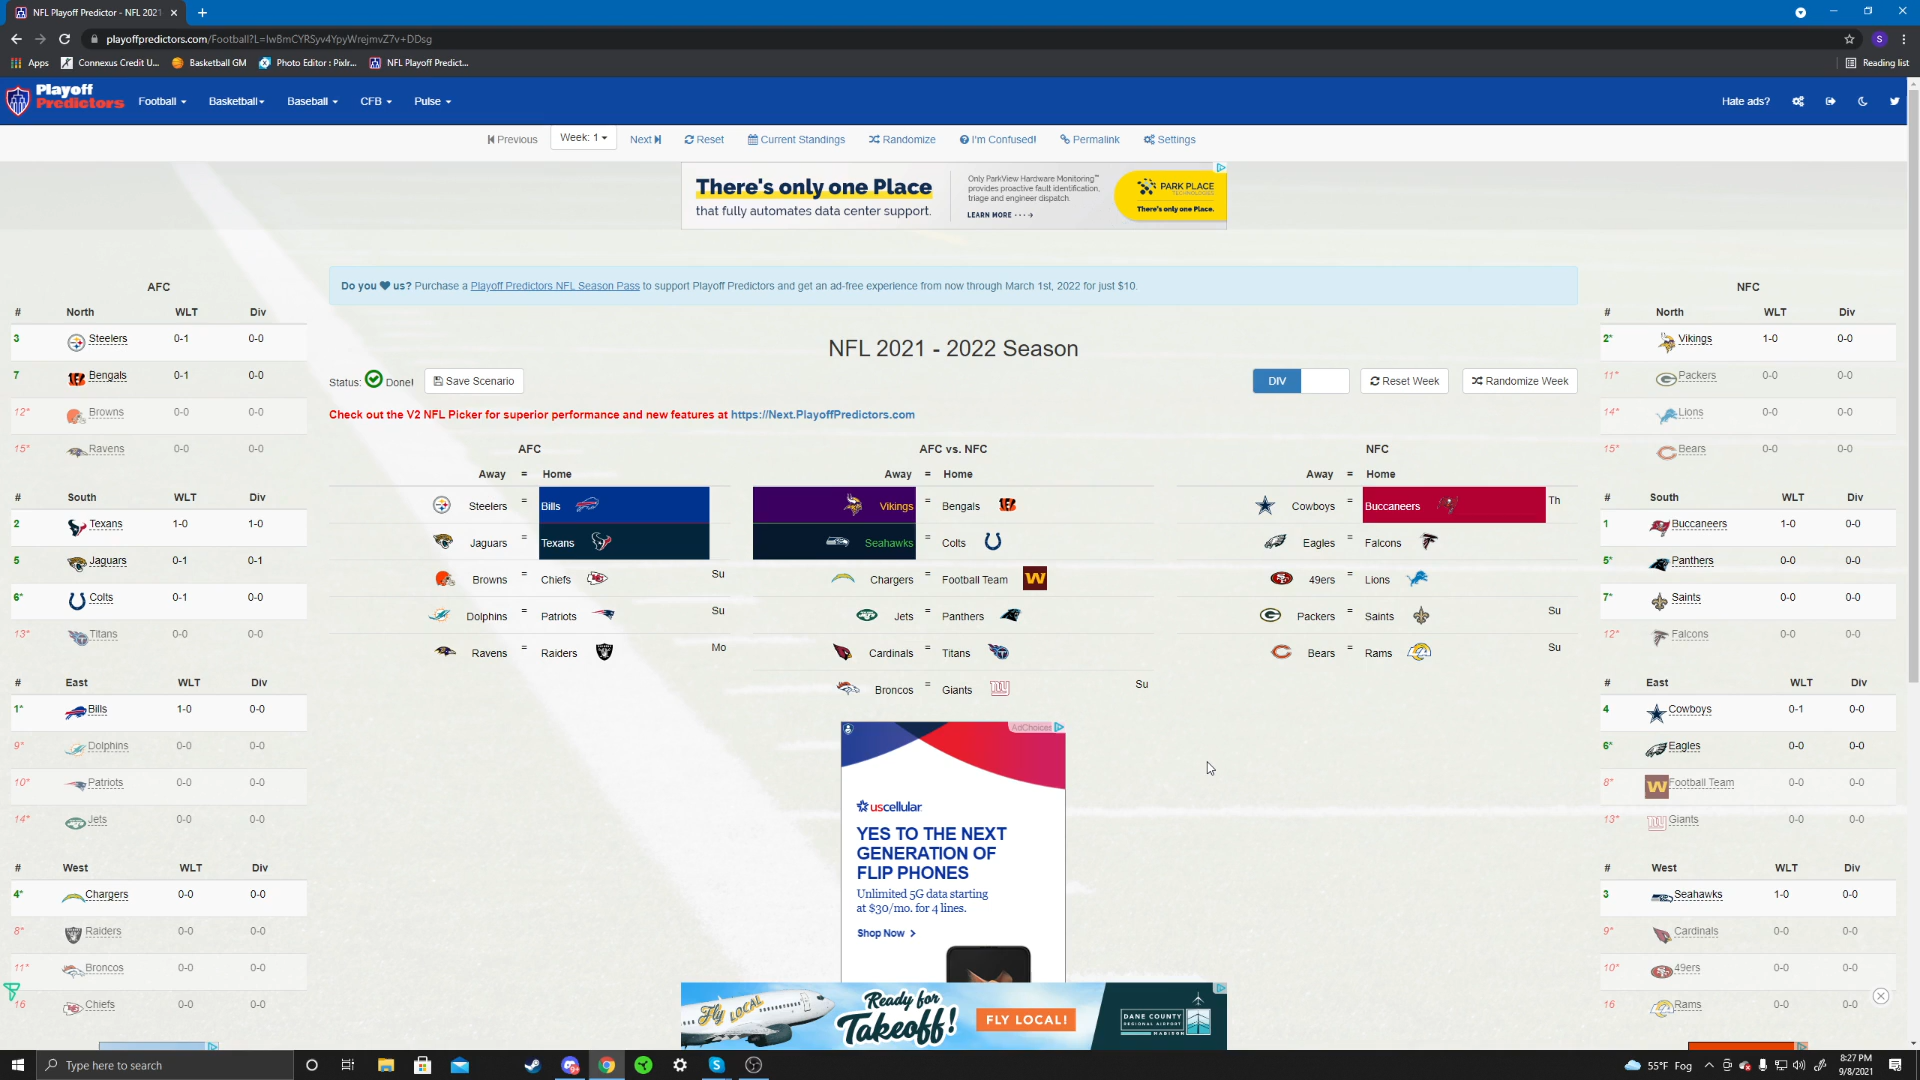 NFL Playoff Predictor - NFL 2021
playoffpredictors.com/Football?L=IwBmCYRSyv4YpyWrejmvZ7v+DDsg
Apps Connexus Credit U... Basketball GM Photo Editor : Pixlr... NFL Playoff Predict... Reading list
Playoff Predictors Football Basketball Baseball CFB Pulse Hate ads?
Previous Week: 1 Next Reset Current Standings Randomize I'm Confused! Permalink Settings
There's only one Place
that fully automates data center support.
Only ParkView Hardware Monitoring™
provides proactive fault identification,
triage and engineer dispatch.
LEARN MORE
PARK PLACE
TECHNOLOGIES
There's only one Place.
Do you ♥ us? Purchase a Playoff Predictors NFL Season Pass to support Playoff Predictors and get an ad-free experience from now through March 1st, 2022 for just $10.
NFL 2021 - 2022 Season
Status: Done! Save Scenario DIV Reset Week Randomize Week
Check out the V2 NFL Picker for superior performance and new features at https://Next.PlayoffPredictors.com
AFC
# North WLT Div
3 Steelers 0-1 0-0
7 Bengals 0-1 0-0
12* Browns 0-0 0-0
15* Ravens 0-0 0-0
# South WLT Div
2 Texans 1-0 1-0
5 Jaguars 0-1 0-1
6* Colts 0-1 0-0
13* Titans 0-0 0-0
# East WLT Div
1* Bills 1-0 0-0
9* Dolphins 0-0 0-0
10* Patriots 0-0 0-0
14* Jets 0-0 0-0
# West WLT Div
4* Chargers 0-0 0-0
8* Raiders 0-0 0-0
11* Broncos 0-0 0-0
16 Chiefs 0-0 0-0
AFC
Away = Home
Steelers = Bills
Jaguars = Texans
Browns = Chiefs Su
Dolphins = Patriots Su
Ravens = Raiders Mo
AFC vs. NFC
Away = Home
Vikings = Bengals
Seahawks = Colts
Chargers = Football Team
Jets = Panthers
Cardinals = Titans
Broncos = Giants Su
NFC
Away = Home
Cowboys = Buccaneers Th
Eagles = Falcons
49ers = Lions
Packers = Saints Su
Bears = Rams Su
NFC
# North WLT Div
2* Vikings 1-0 0-0
11* Packers 0-0 0-0
14* Lions 0-0 0-0
15* Bears 0-0 0-0
# South WLT Div
1 Buccaneers 1-0 0-0
5* Panthers 0-0 0-0
7* Saints 0-0 0-0
12* Falcons 0-0 0-0
# East WLT Div
4 Cowboys 0-1 0-0
6* Eagles 0-0 0-0
8* Football Team 0-0 0-0
13* Giants 0-0 0-0
# West WLT Div
3 Seahawks 1-0 0-0
9* Cardinals 0-0 0-0
10* 49ers 0-0 0-0
16 Rams 0-0 0-0
AdChoices
uscellular
YES TO THE NEXT
GENERATION OF
FLIP PHONES
Unlimited 5G data starting
at $30/mo. for 4 lines.
Shop Now >
Fly LOCAL
Ready for
Takeoff!
FLY LOCAL!
DANE COUNTY
REGIONAL AIRPORT
MADISON
Type here to search
55°F Fog
8:27 PM
9/8/2021